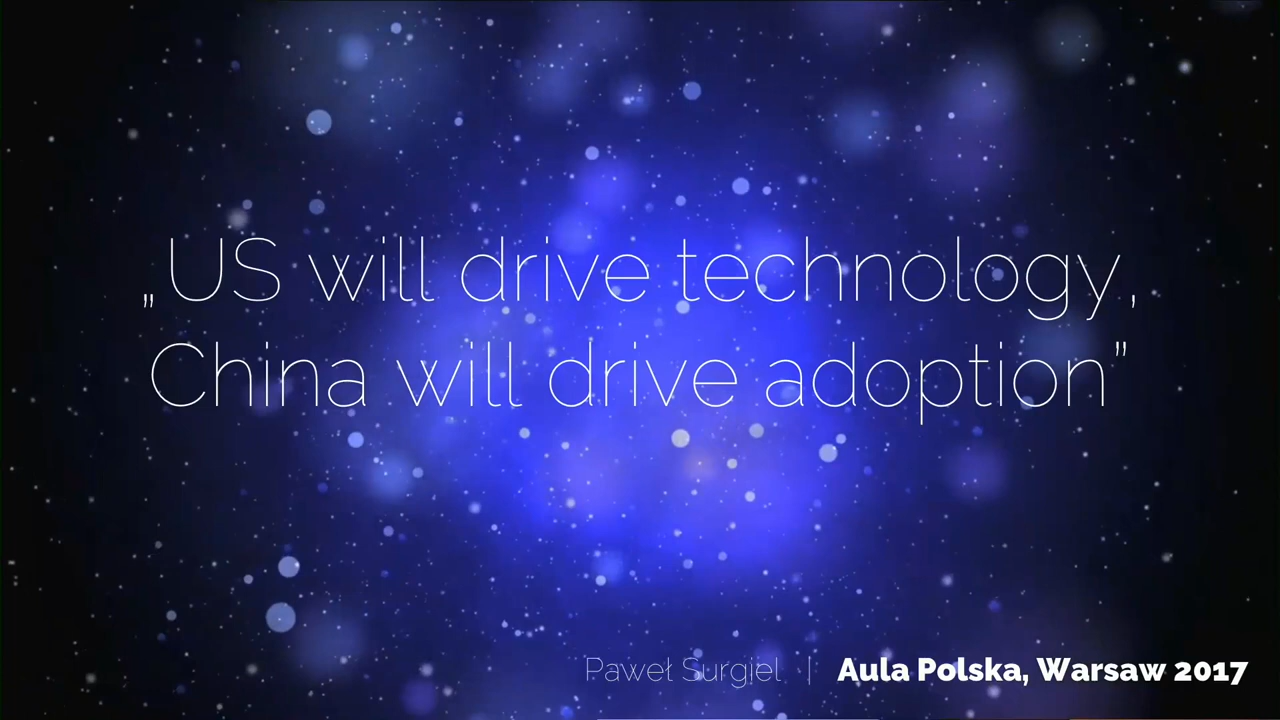 „US will drive technology,
China will drive adoption”
Paweł Surgiel | Aula Polska, Warsaw 2017